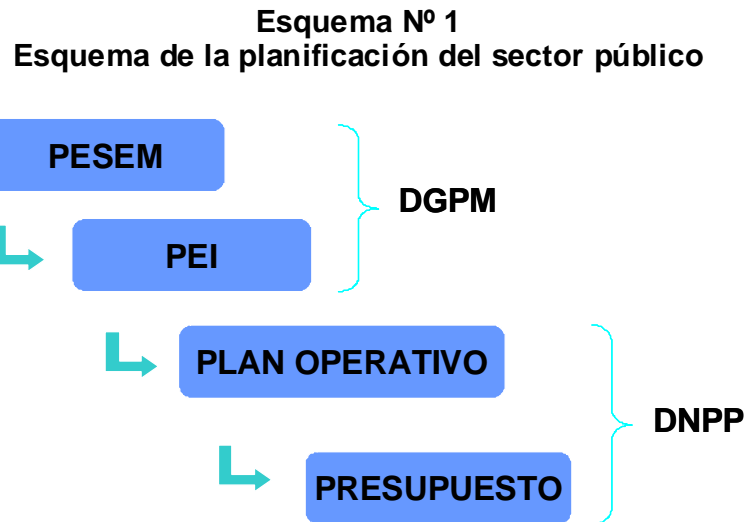 Esquema Nº 1
Esquema de la planificación del sector público
PESEM
DGPM
PEI
PLAN OPERATIVO
DNPP
PRESUPUESTO